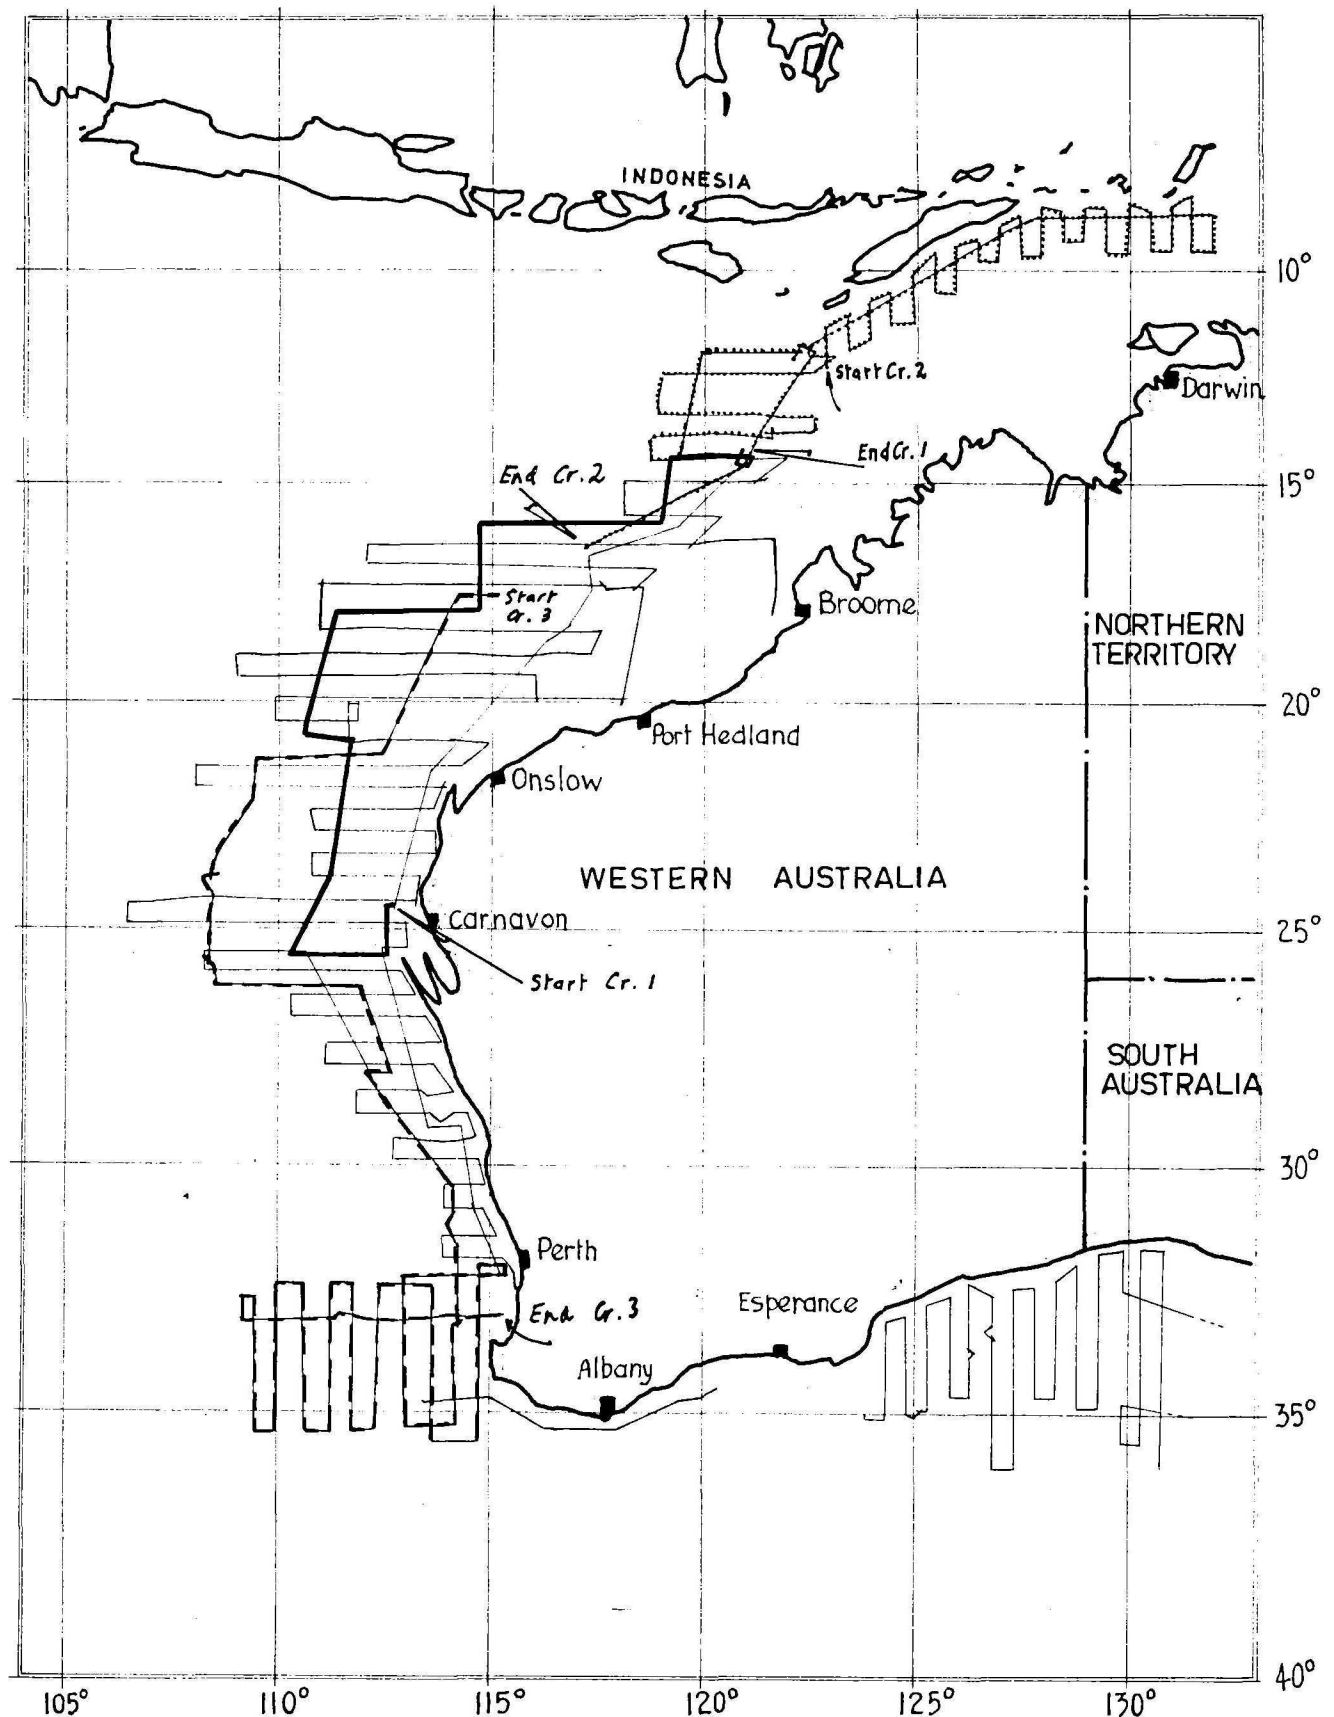 INDONESIA
10°
Start Cr. 2
Darwin
End Cr. 1
End Cr. 2
15°
Start
Cr. 3
Broome
NORTHERN
TERRITORY
20°
Port Hedland
Onslow
WESTERN AUSTRALIA
Carnavon
25°
Start Cr. 1
SOUTH
AUSTRALIA
30°
Perth
Esperance
End Cr. 3
Albany
35°
40°
105° 110° 115° 120° 125° 130°